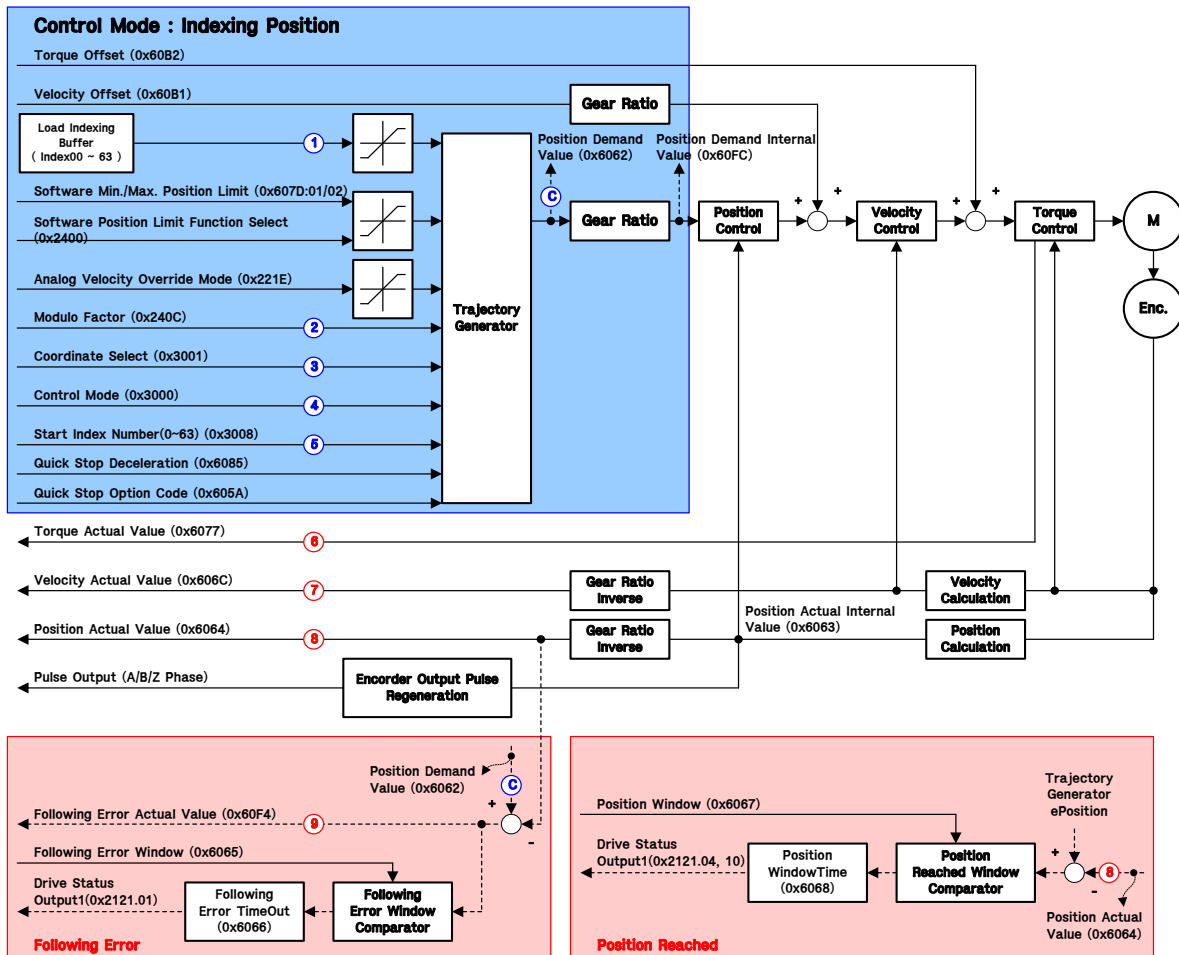 Control Mode : Indexing Position
Torque Offset (0x60B2)
Velocity Offset (0x60B1)
Gear Ratio
Load Indexing
Buffer
( Index00 ~ 63 )
1
Position Demand
Value (0x6062)
Position Demand Internal
Value (0x60FC)
Software Min./Max. Position Limit (0x607D:01/02)
C
+
+
+
+
Software Position Limit Function Select
(0x2400)
Gear Ratio
Position
Control
Velocity
Control
Torque
Control
M
Analog Velocity Override Mode (0x221E)
Trajectory
Generator
Enc.
Modulo Factor (0x240C)
2
Coordinate Select (0x3001)
3
Control Mode (0x3000)
4
Start Index Number(0~63) (0x3008)
5
Quick Stop Deceleration (0x6085)
Quick Stop Option Code (0x605A)
Torque Actual Value (0x6077)
6
Velocity Actual Value (0x606C)
7
Gear Ratio
Inverse
Velocity
Calculation
Position Actual Internal
Value (0x6063)
Position Actual Value (0x6064)
8
Gear Ratio
Inverse
Position
Calculation
Pulse Output (A/B/Z Phase)
Encorder Output Pulse
Regeneration
Position Demand
Value (0x6062)
C
+
-
Following Error Actual Value (0x60F4)
9
Following Error Window (0x6065)
Drive Status
Output1(0x2121.01)
Following
Error TimeOut
(0x6066)
Following
Error Window
Comparator
Following Error
Trajectory
Generator
ePosition
Position Window (0x6067)
Drive Status
Output1(0x2121.04, 10)
Position
WindowTime
(0x6068)
Position
Reached Window
Comparator
+
-
8
Position Actual
Value (0x6064)
Position Reached